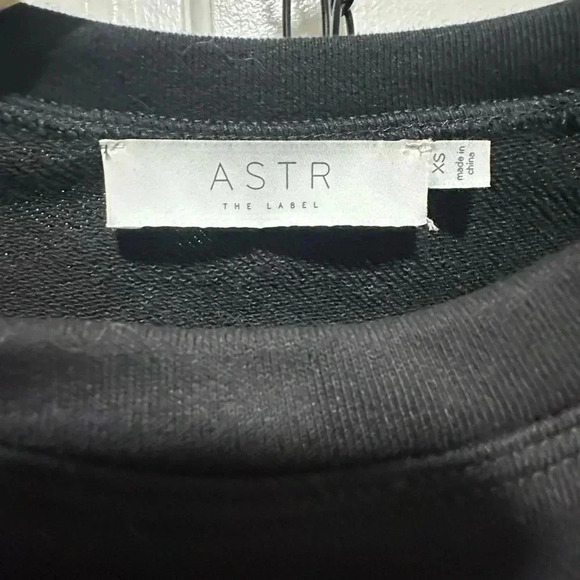 ASTR
THE LABEL
XS
made in
china